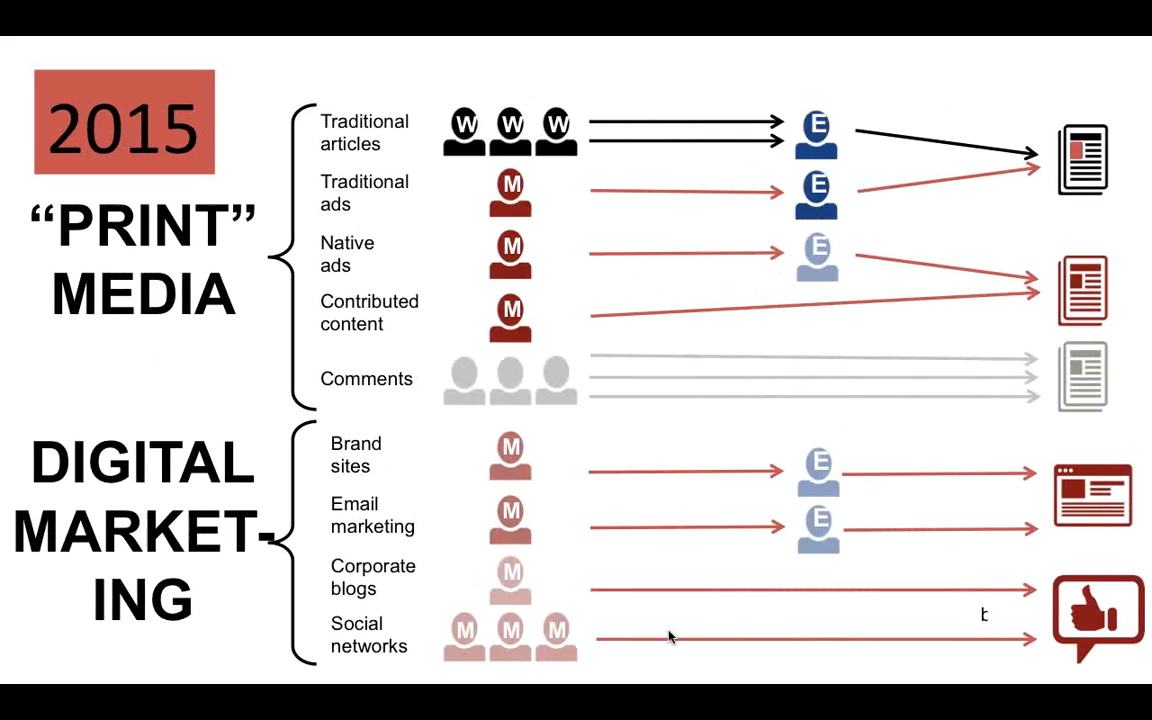 2015
“PRINT”
MEDIA
Traditional
articles
W W W
E
Traditional
ads
M
E
Native
ads
M
E
Contributed
content
M
Comments
DIGITAL
MARKET-
ING
Brand
sites
M
E
Email
marketing
M
E
Corporate
blogs
M
b
Social
networks
M M M